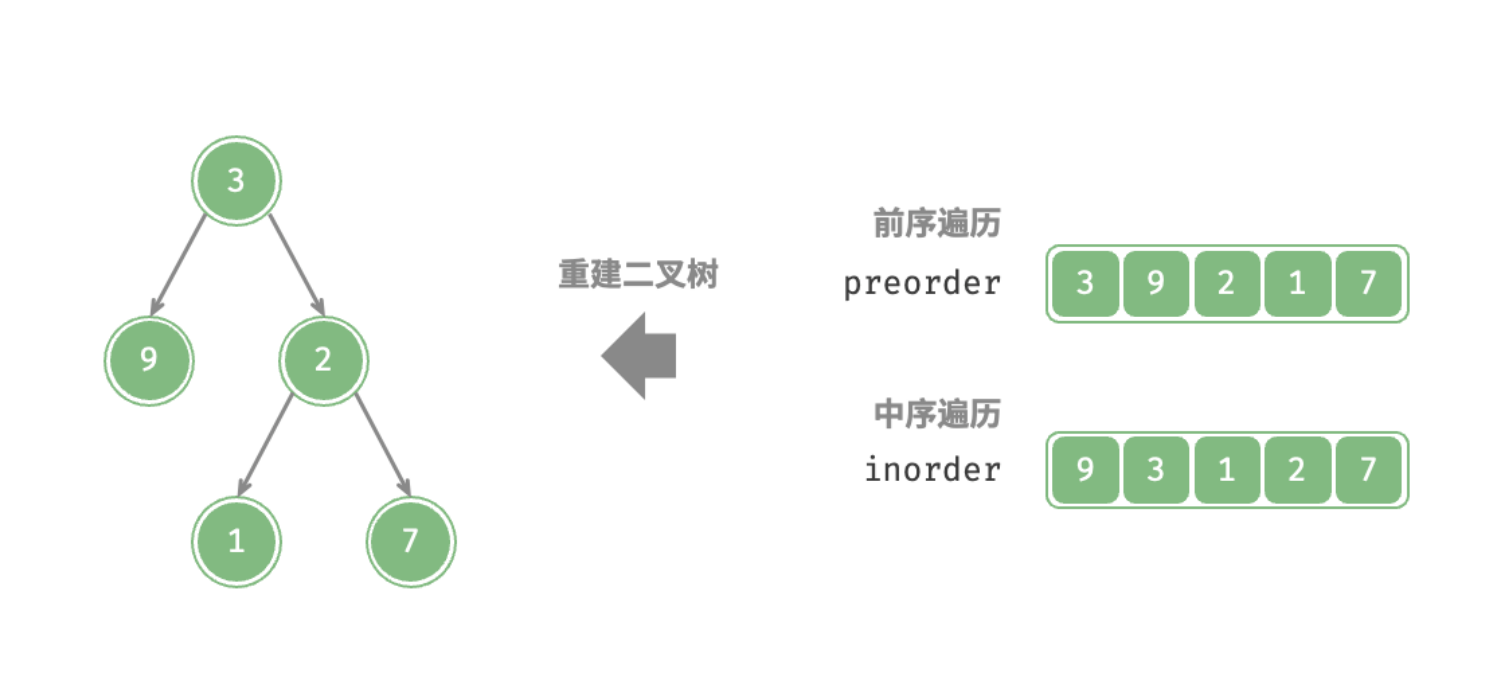 3
9 2
1 7
重建二叉树
前序遍历
preorder 3 9 2 1 7
中序遍历
inorder 9 3 1 2 7